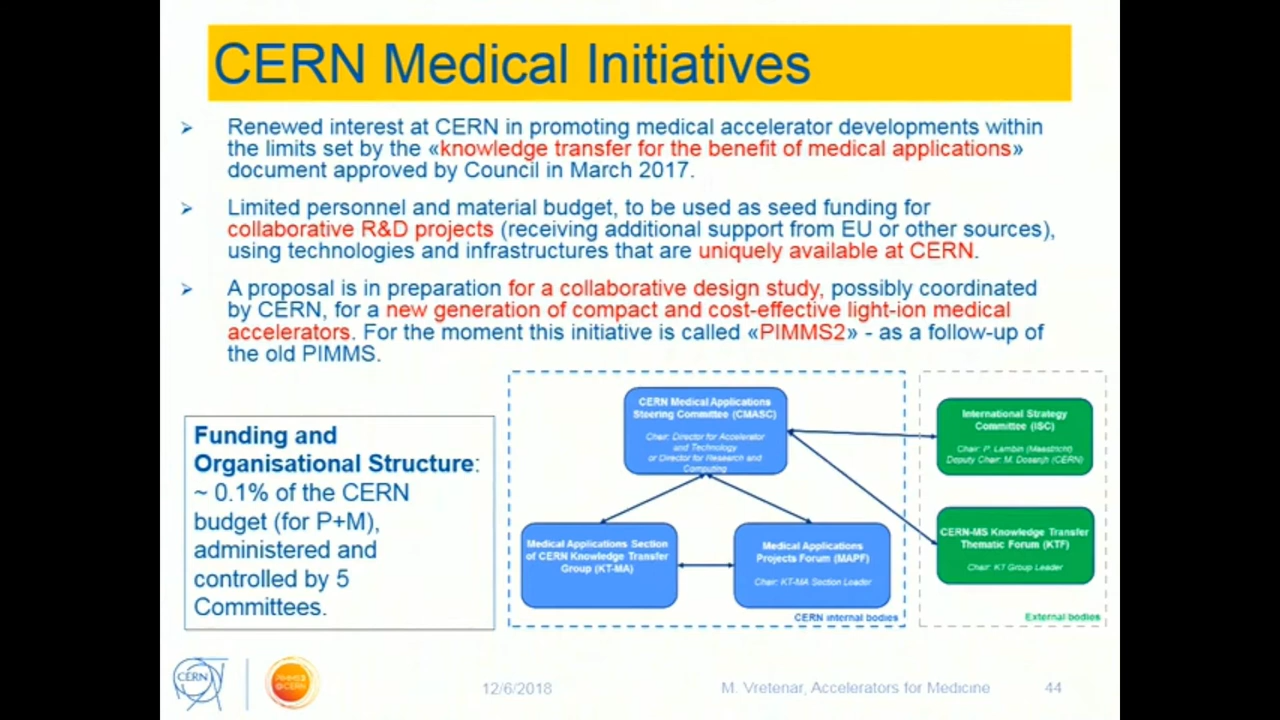 CERN Medical Initiatives
Renewed interest at CERN in promoting medical accelerator developments within
the limits set by the «knowledge transfer for the benefit of medical applications»
document approved by Council in March 2017.
Limited personnel and material budget, to be used as seed funding for
collaborative R&D projects (receiving additional support from EU or other sources),
using technologies and infrastructures that are uniquely available at CERN.
A proposal is in preparation for a collaborative design study, possibly coordinated
by CERN, for a new generation of compact and cost-effective light-ion medical
accelerators. For the moment this initiative is called «PIMMS2» - as a follow-up of
the old PIMMS.
Funding and
Organisational Structure:
~ 0.1% of the CERN
budget (for P+M),
administered and
controlled by 5
Committees.
CERN Medical Applications
Steering Committee (CMASC)
Chair: Director for Accelerator
and Technology
or Director for Research and
Computing
Medical Applications Section
of CERN Knowledge Transfer
Group (KT-MA)
Medical Applications
Projects Forum (MAPF)
Chair: KT-MA Section Leader
CERN internal bodies
International Strategy
Committee (ISC)
Chair: P. Lambin (Maastricht)
Deputy Chair: M. Dosanjh (CERN)
CERN-MS Knowledge Transfer
Thematic Forum (KTF)
Chair: KT Group Leader
External bodies
CERN
PIMMS2
@CERN
12/6/2018
M. Vretenar, Accelerators for Medicine
44